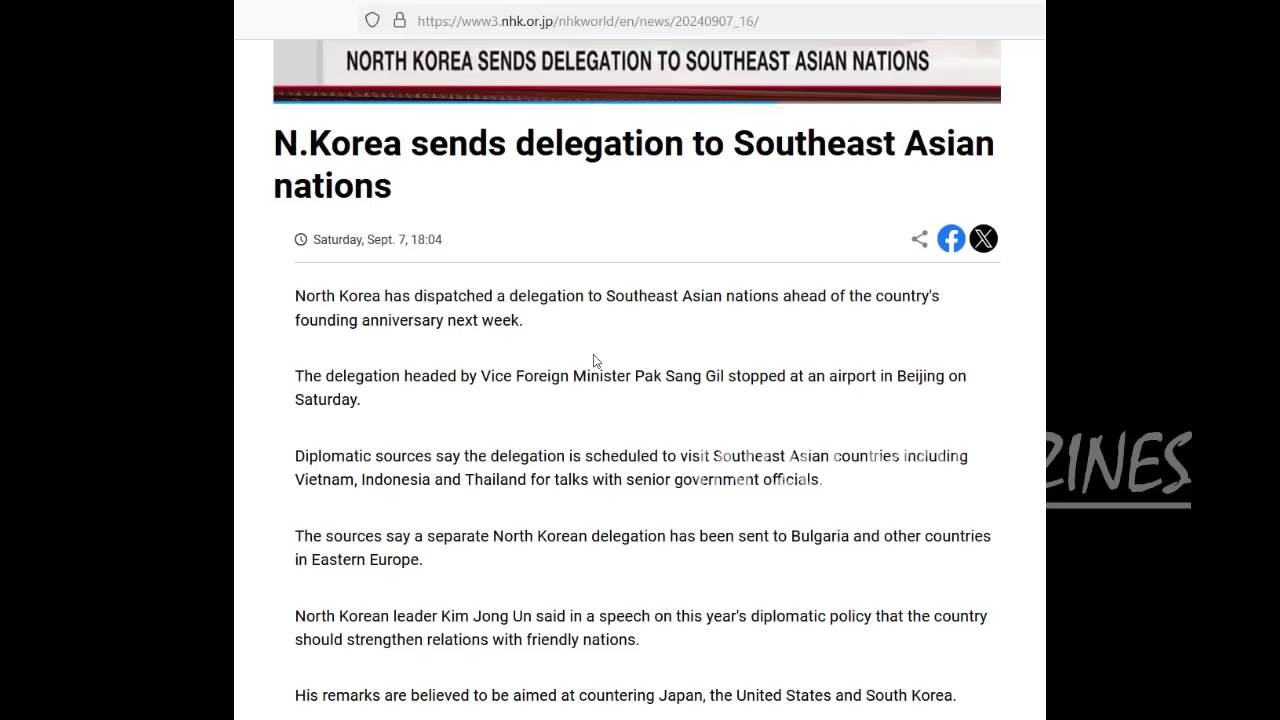 https://www3.nhk.or.jp/nhkworld/en/news/20240907_16/
NORTH KOREA SENDS DELEGATION TO SOUTHEAST ASIAN NATIONS
N.Korea sends delegation to Southeast Asian
nations
Saturday, Sept. 7, 18:04
North Korea has dispatched a delegation to Southeast Asian nations ahead of the country's
founding anniversary next week.
The delegation headed by Vice Foreign Minister Pak Sang Gil stopped at an airport in Beijing on
Saturday.
Diplomatic sources say the delegation is scheduled to visit Southeast Asian countries including
Vietnam, Indonesia and Thailand for talks with senior government officials.
The sources say a separate North Korean delegation has been sent to Bulgaria and other countries
in Eastern Europe.
North Korean leader Kim Jong Un said in a speech on this year's diplomatic policy that the country
should strengthen relations with friendly nations.
His remarks are believed to be aimed at countering Japan, the United States and South Korea.